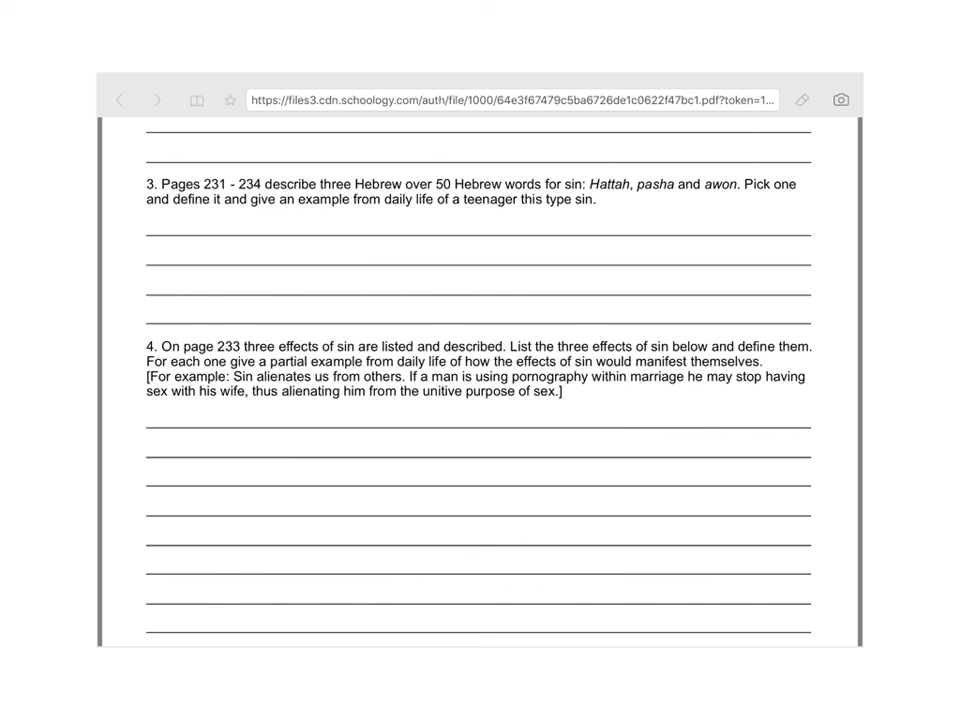 https://files3.cdn.schoology.com/auth/file/1000/64e3f67479c5ba6726de1c0622f47bc1.pdf?token=1...
3. Pages 231 - 234 describe three Hebrew over 50 Hebrew words for sin: Hattah, pasha and awon. Pick one
and define it and give an example from daily life of a teenager this type sin.
4. On page 233 three effects of sin are listed and described. List the three effects of sin below and define them.
For each one give a partial example from daily life of how the effects of sin would manifest themselves.
[For example: Sin alienates us from others. If a man is using pornography within marriage he may stop having
sex with his wife, thus alienating him from the unitive purpose of sex.]